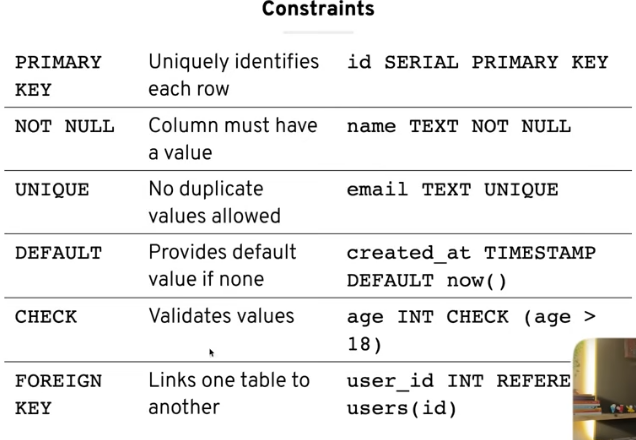 Constraints
PRIMARY KEY Uniquely identifies each row id SERIAL PRIMARY KEY
NOT NULL Column must have a value name TEXT NOT NULL
UNIQUE No duplicate values allowed email TEXT UNIQUE
DEFAULT Provides default value if none created_at TIMESTAMP DEFAULT now()
CHECK Validates values age INT CHECK (age > 18)
FOREIGN KEY Links one table to another user_id INT REFERE users(id)